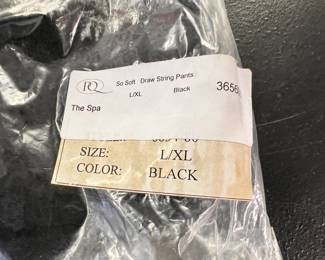 PQ
So Soft Draw String Pants
L/XL Black 3656
The Spa
SIZE: L/XL
COLOR: BLACK